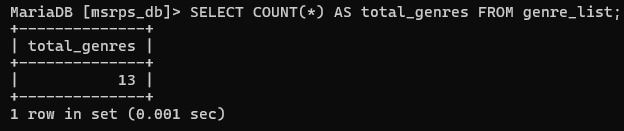 MariaDB [msrps_db]> SELECT COUNT(*) AS total_genres FROM genre_list;
+--------------+
| total_genres |
+--------------+
|           13 |
+--------------+
1 row in set (0.001 sec)